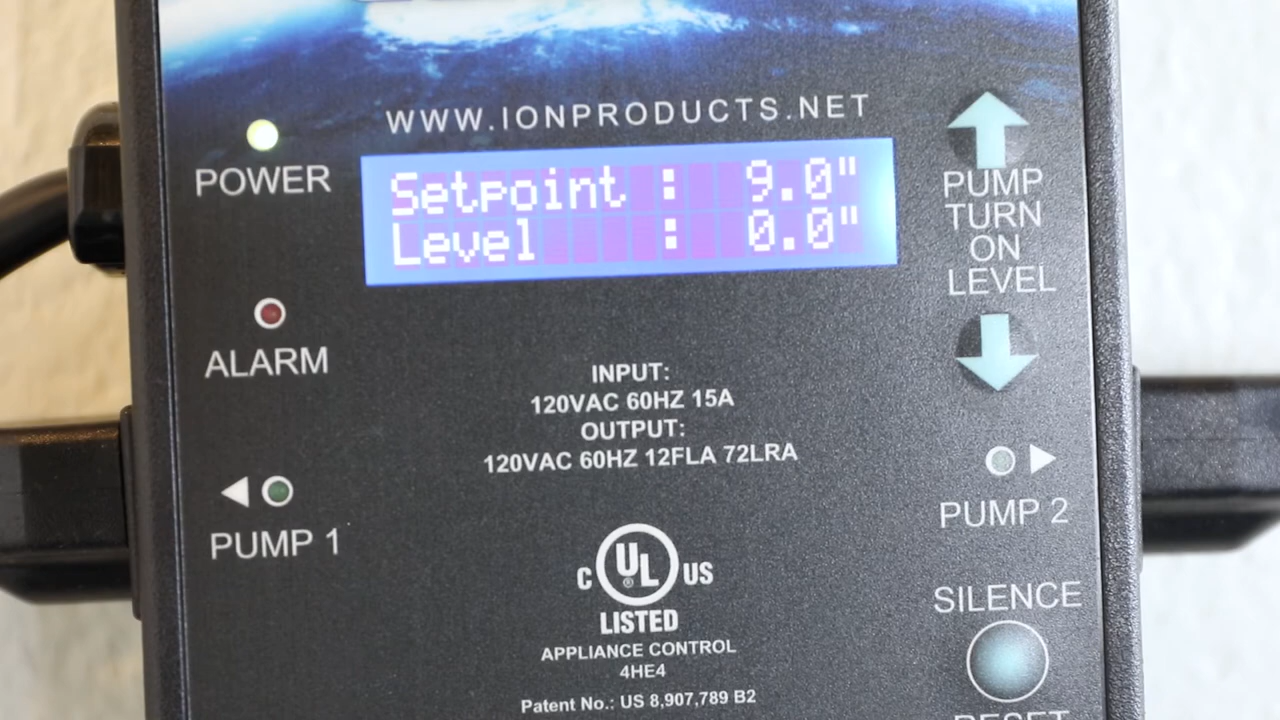 WWW.IONPRODUCTS.NET
POWER
Setpoint : 9.0"
Level : 0.0"
PUMP
TURN
ON
LEVEL
ALARM
INPUT:
120VAC 60HZ 15A
OUTPUT:
120VAC 60HZ 12FLA 72LRA
PUMP 1
PUMP 2
C UL® US
LISTED
APPLIANCE CONTROL
4HE4
Patent No.: US 8,907,789 B2
SILENCE
RESET